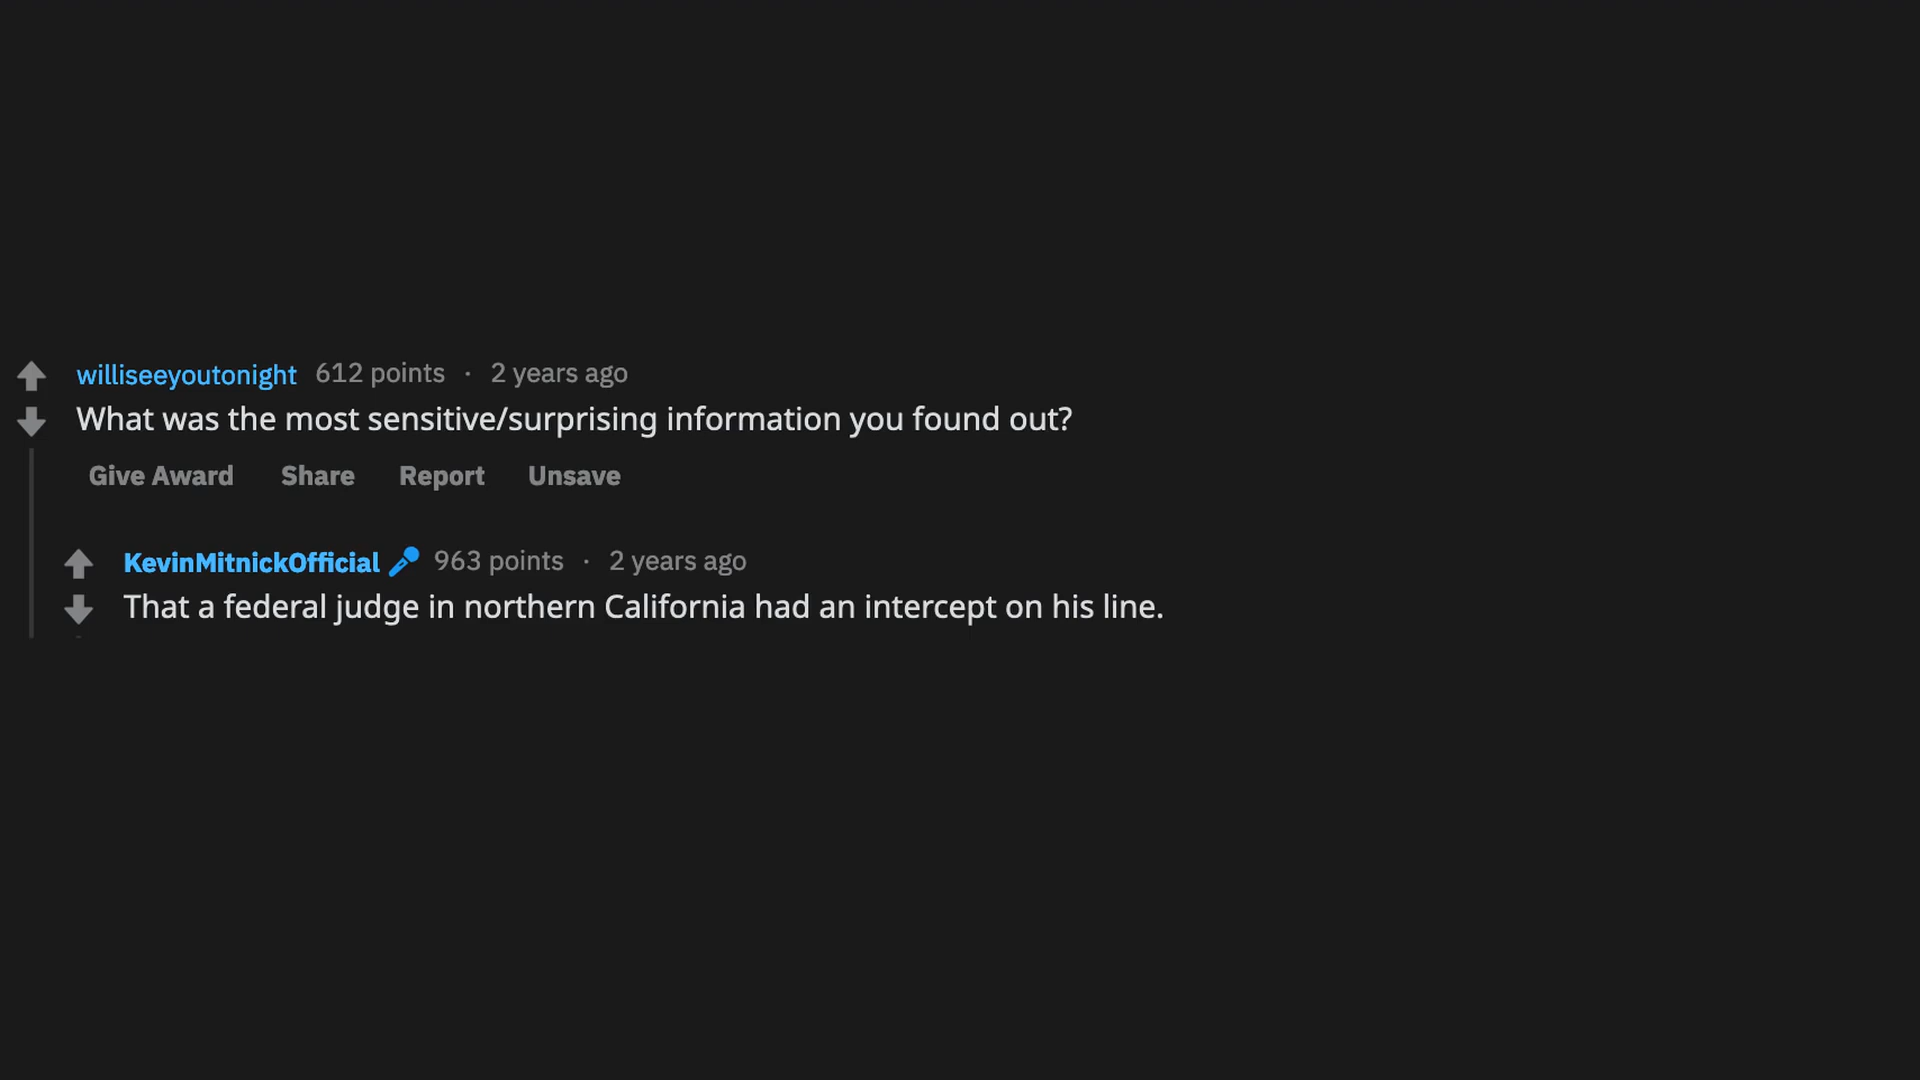 williseeyoutonight 612 points · 2 years ago
What was the most sensitive/surprising information you found out?
Give Award Share Report Unsave
KevinMitnickOfficial 963 points · 2 years ago
That a federal judge in northern California had an intercept on his line.